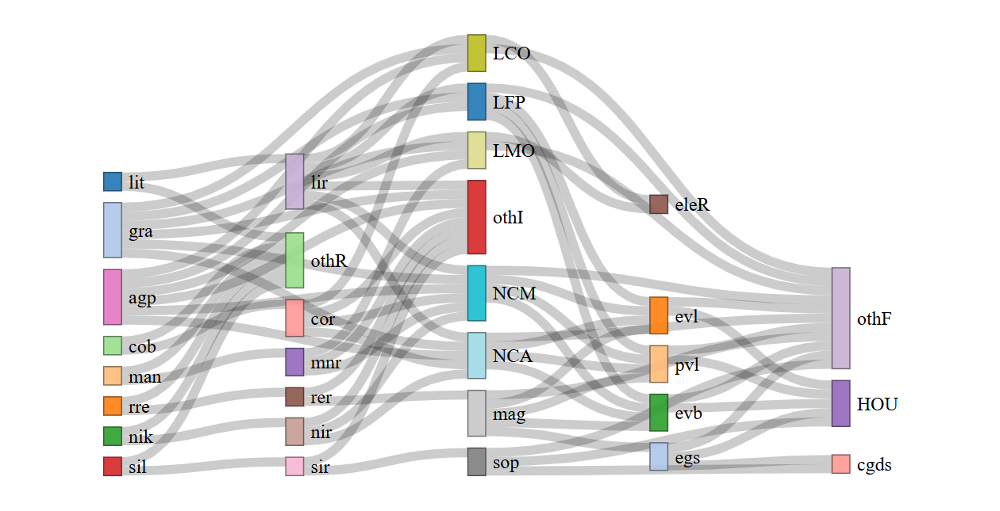 lit
gra
agp
cob
man
rre
nik
sil
lir
othR
cor
mnr
rer
nir
sir
LCO
LFP
LMO
othI
NCM
NCA
mag
sop
eleR
evl
pvl
evb
egs
othF
HOU
cgds